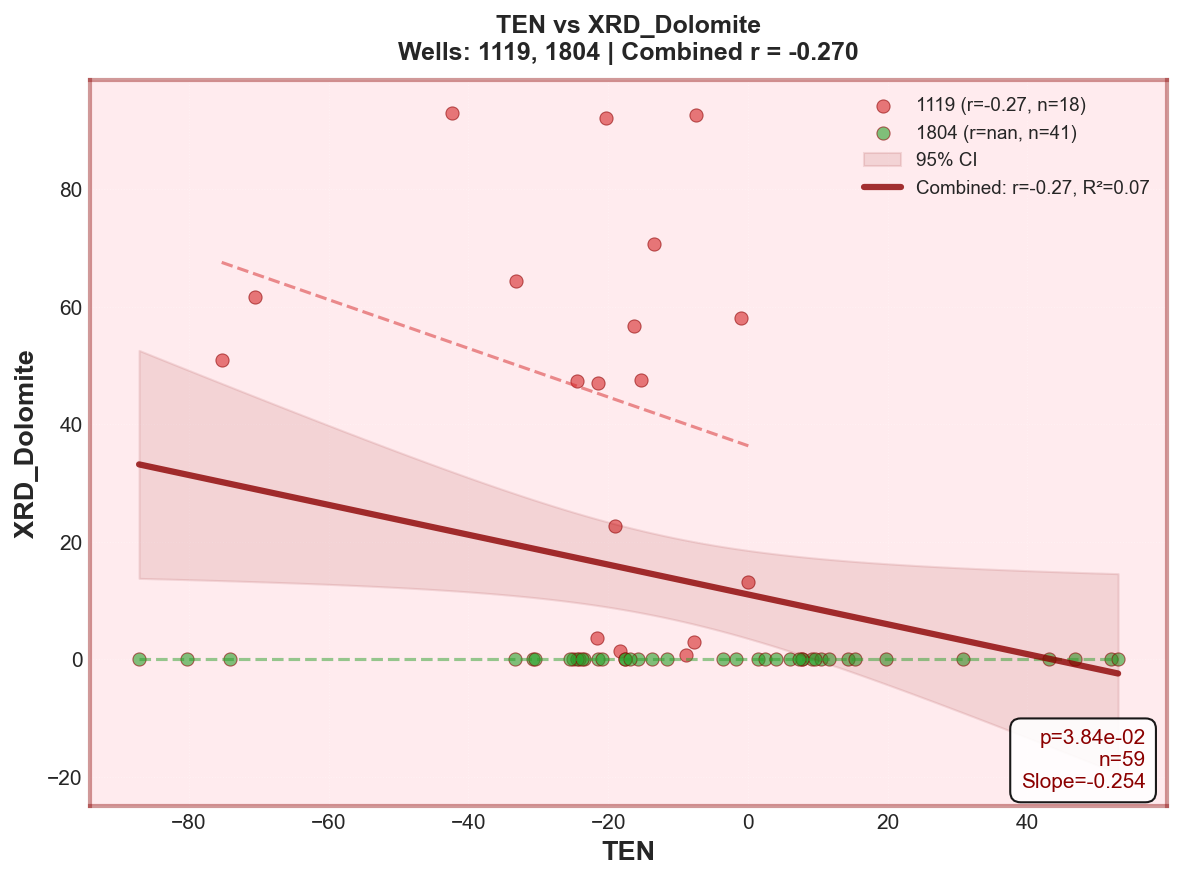 TEN vs XRD_Dolomite
Wells: 1119, 1804 | Combined r = -0.270
1119 (r=-0.27, n=18)
1804 (r=nan, n=41)
95% CI
Combined: r=-0.27, R²=0.07
XRD_Dolomite
80
60
40
20
0
−20
p=3.84e-02
n=59
Slope=-0.254
−80
−60
−40
−20
0
20
40
TEN